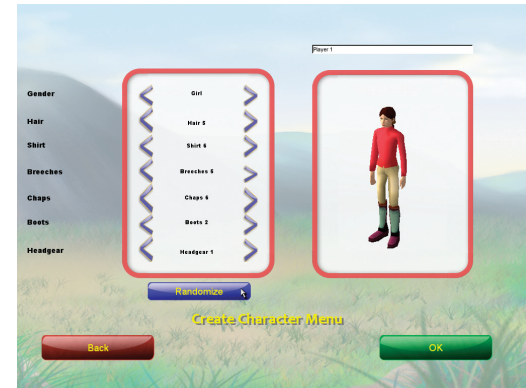 Player 1
Gender Girl
Hair Hair 5
Shirt Shirt 6
Breeches Breeches 5
Chaps Chaps 6
Boots Boots 2
Headgear Headgear 1
Randomize
Create Character Menu
Back OK